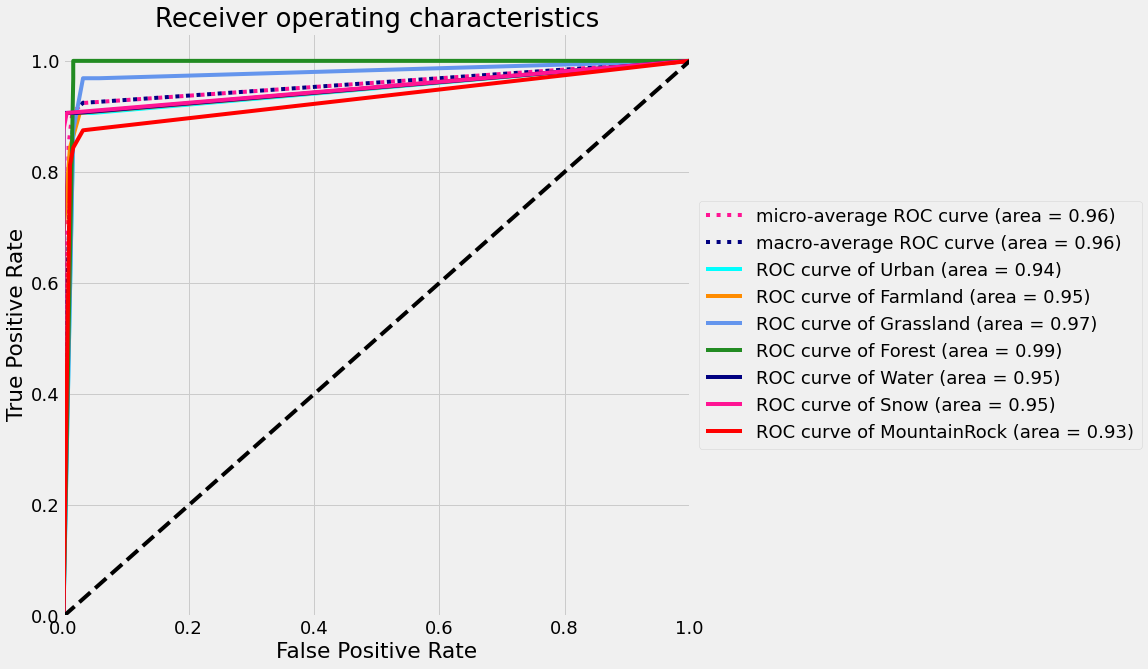 Receiver operating characteristics
1.0
0.8
0.6
0.4
0.2
0.0
0.0
0.2
0.4
0.6
0.8
1.0
True Positive Rate
False Positive Rate
micro-average ROC curve (area = 0.96)
macro-average ROC curve (area = 0.96)
ROC curve of Urban (area = 0.94)
ROC curve of Farmland (area = 0.95)
ROC curve of Grassland (area = 0.97)
ROC curve of Forest (area = 0.99)
ROC curve of Water (area = 0.95)
ROC curve of Snow (area = 0.95)
ROC curve of MountainRock (area = 0.93)